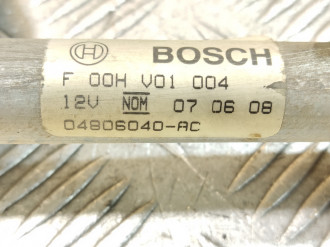 BOSCH
F 00H V01 004
12V NOM 07 06 08
04806040-AC